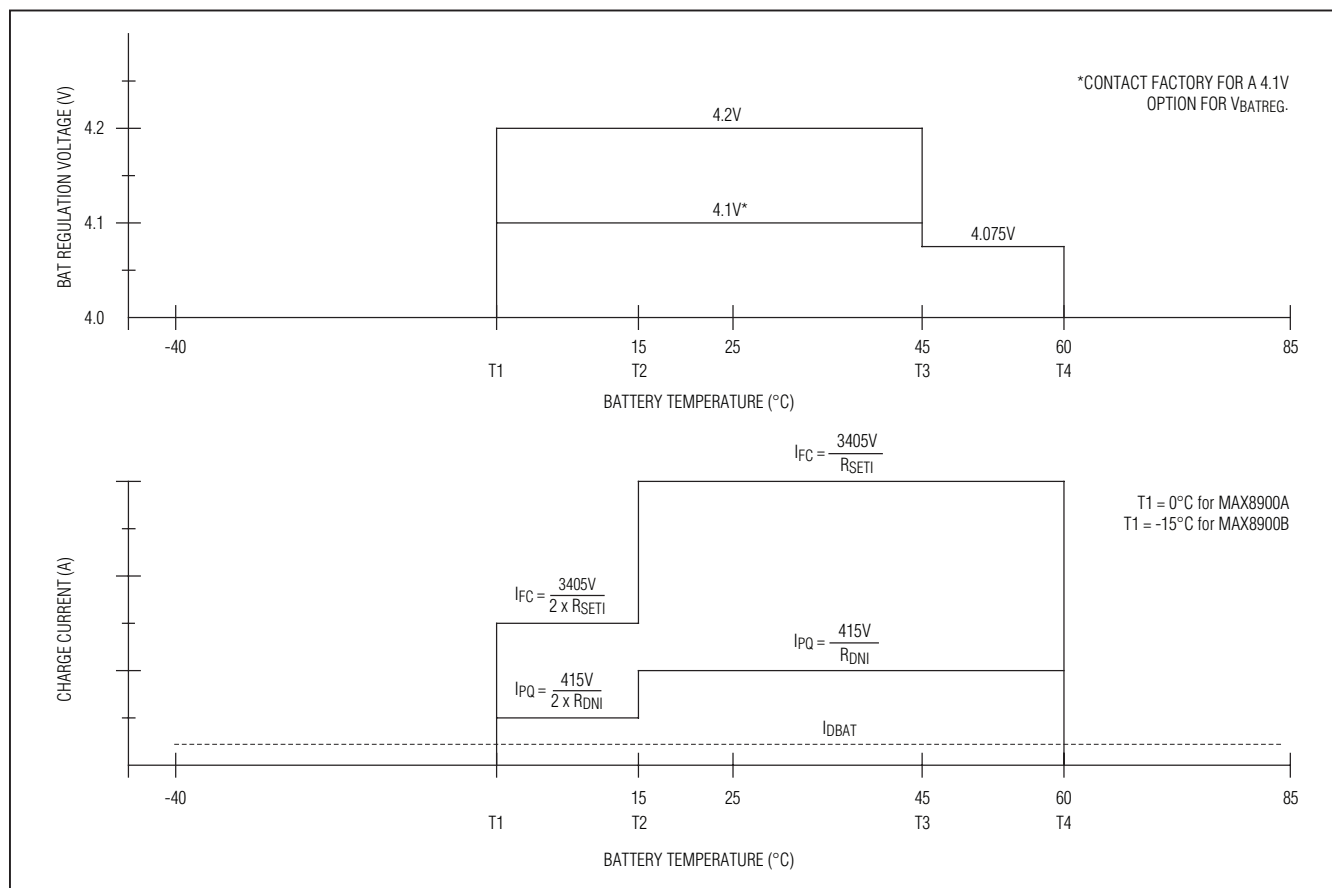 *CONTACT FACTORY FOR A 4.1V
OPTION FOR VBATREG.
BAT REGULATION VOLTAGE (V)
4.2
4.1
4.0
4.2V
4.1V*
4.075V
-40 15 25 45 60 85
T1 T2 T3 T4
BATTERY TEMPERATURE (°C)
IFC = 3405V / RSETI
T1 = 0°C for MAX8900A
T1 = -15°C for MAX8900B
CHARGE CURRENT (A)
IFC = 3405V / 2 x RSETI
IPQ = 415V / RDNI
IPQ = 415V / 2 x RDNI
IDBAT
-40 15 25 45 60 85
T1 T2 T3 T4
BATTERY TEMPERATURE (°C)